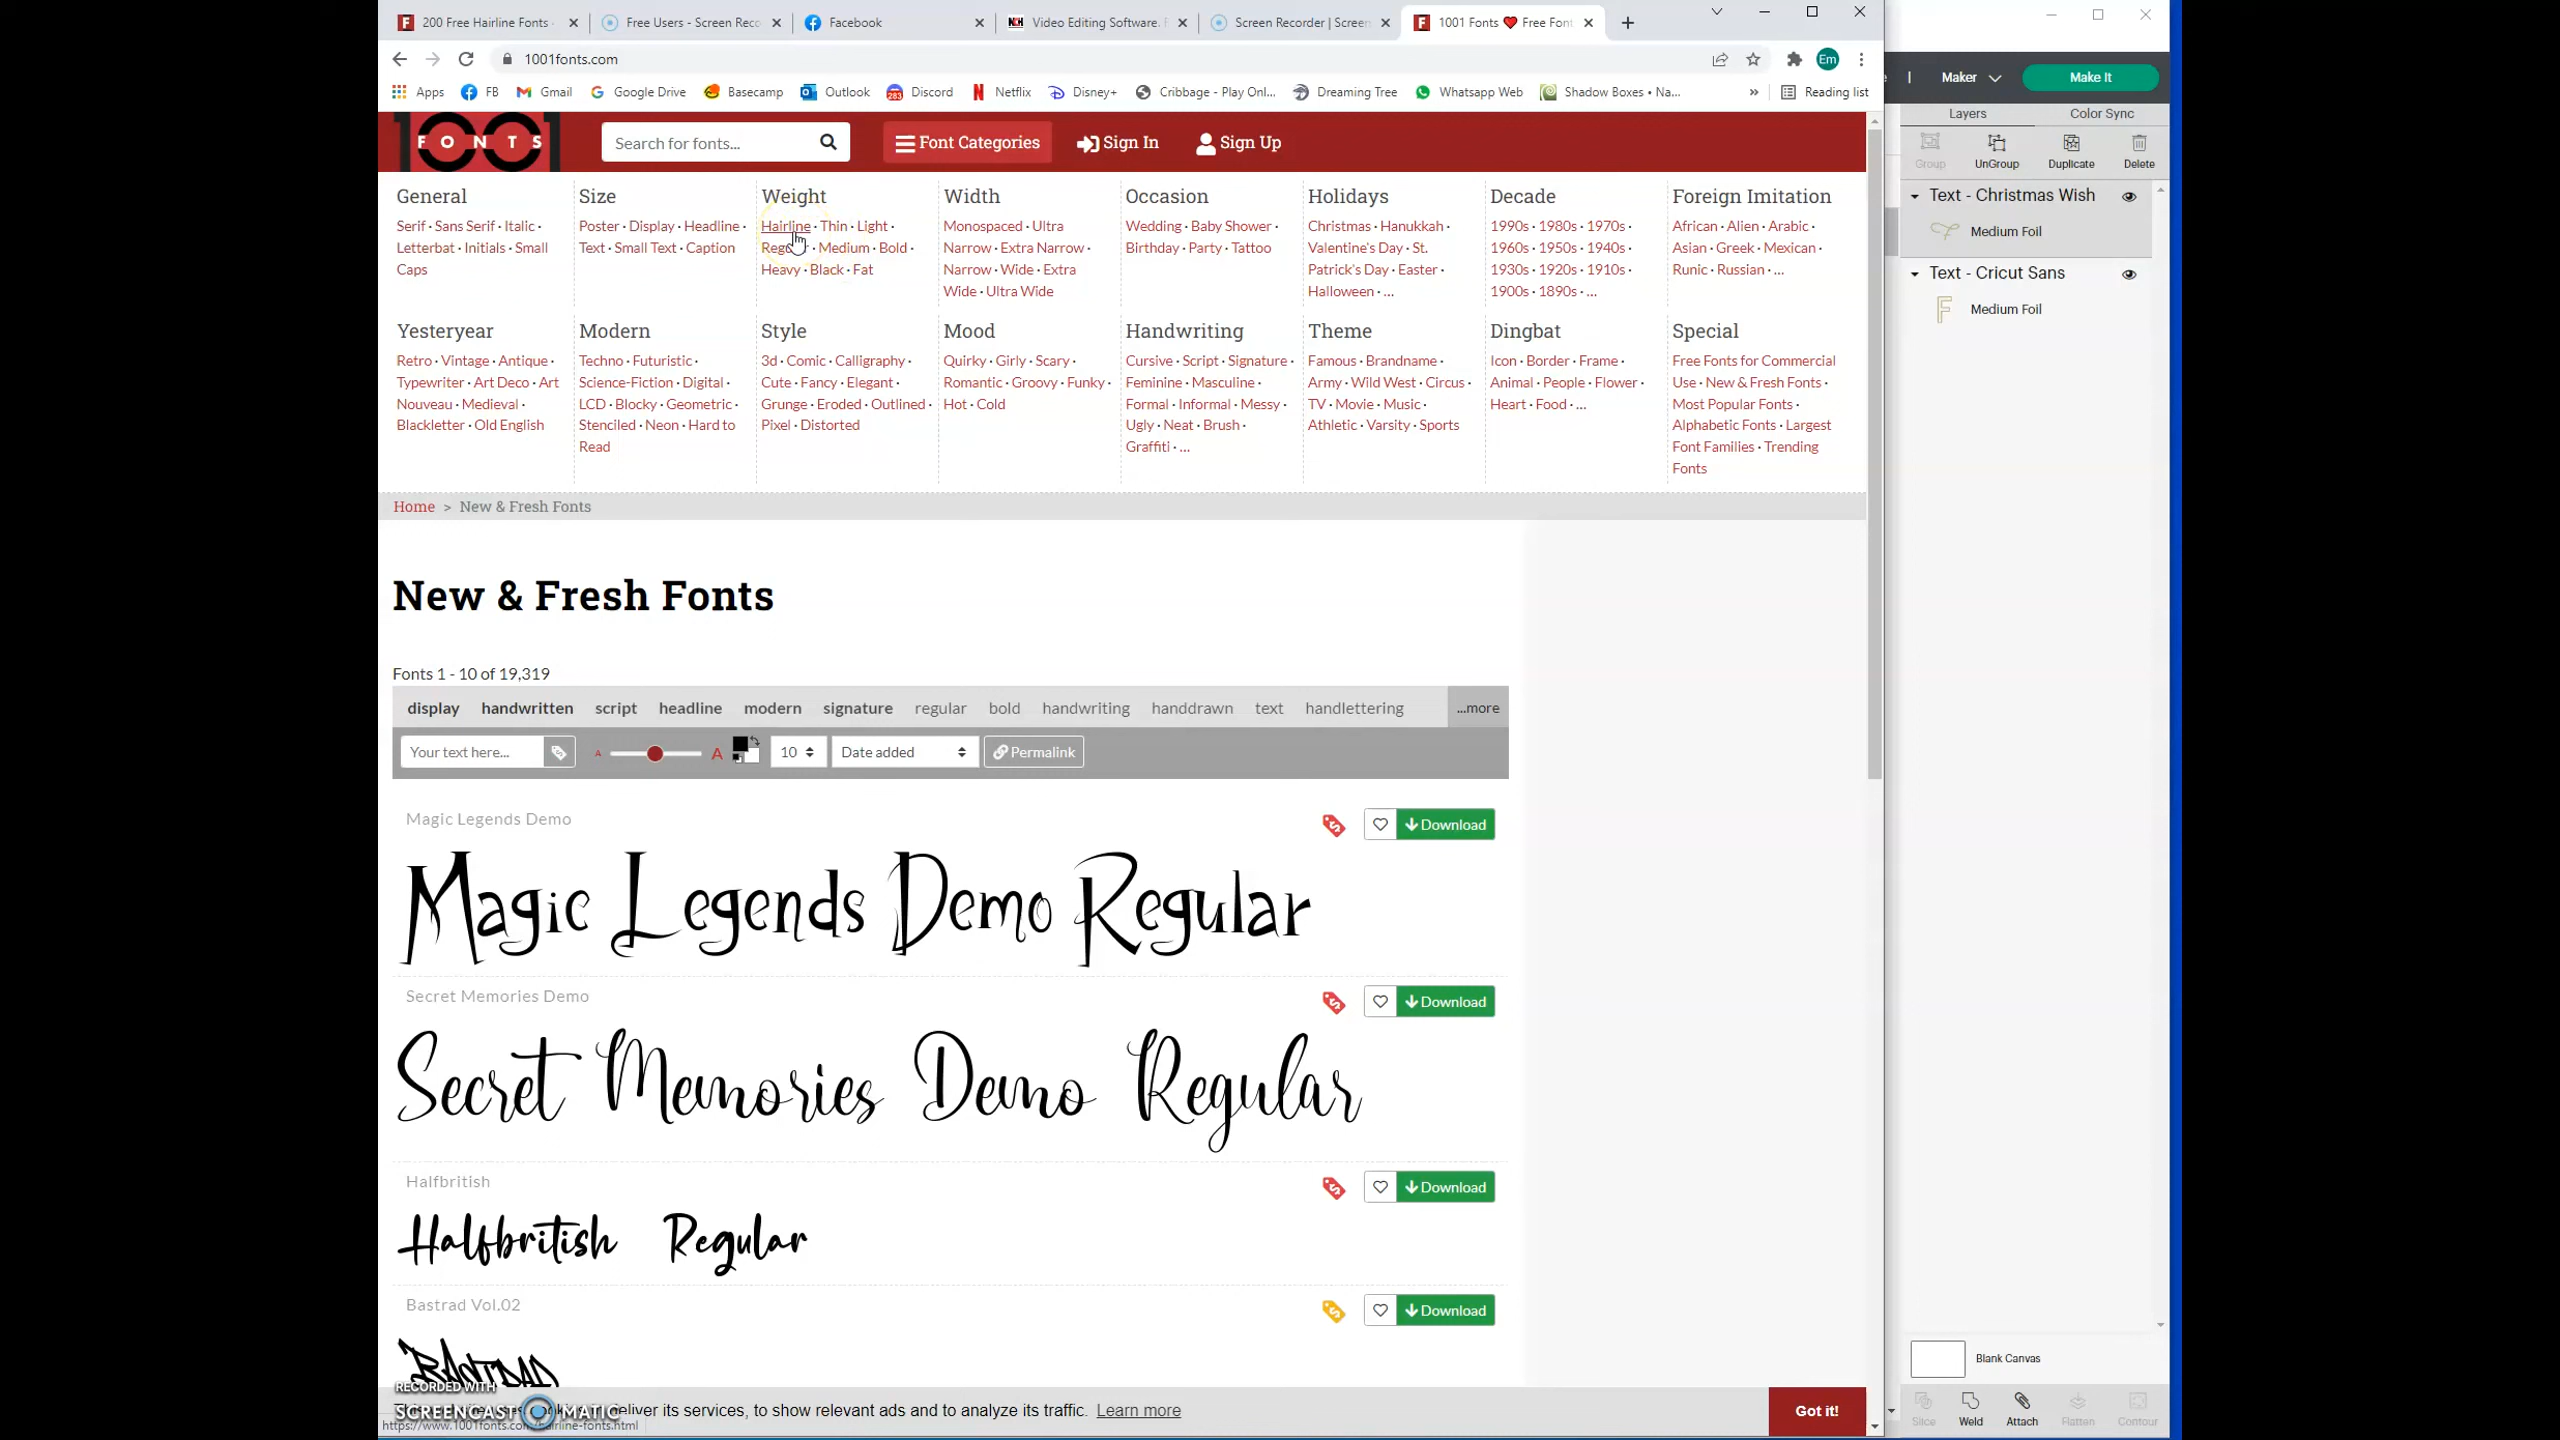 200 Free Hairline Fonts
Free Users - Screen Reco
Facebook
NCH
Video Editing Software. F
Screen Recorder | Screen
1001 Fonts ❤ Free Font
1001fonts.com
Em
Apps
FB
Gmail
Google Drive
Basecamp
Outlook
Discord
Netflix
Disney+
Cribbage - Play Onl...
Dreaming Tree
Whatsapp Web
Shadow Boxes • Na...
»
Reading list
1001 FONTS
Search for fonts...
Font Categories
Sign In
Sign Up
General
Serif · Sans Serif · Italic ·
Letterbat · Initials · Small
Caps
Size
Poster · Display · Headline ·
Text · Small Text · Caption
Weight
Hairline · Thin · Light ·
· Medium · Bold ·
Heavy · Black · Fat
Width
Monospaced · Ultra
Narrow · Extra Narrow ·
Narrow · Wide · Extra
Wide · Ultra Wide
Occasion
Wedding · Baby Shower ·
Birthday · Party · Tattoo
Holidays
Christmas · Hanukkah ·
Valentine's Day · St.
Patrick's Day · Easter ·
Halloween · ...
Decade
1990s · 1980s · 1970s ·
1960s · 1950s · 1940s ·
1930s · 1920s · 1910s ·
1900s · 1890s · ...
Foreign Imitation
African · Alien · Arabic ·
Asian · Greek · Mexican ·
Runic · Russian · ...
Yesteryear
Retro · Vintage · Antique ·
Typewriter · Art Deco · Art
Nouveau · Medieval ·
Blackletter · Old English
Modern
Techno · Futuristic ·
Science-Fiction · Digital ·
LCD · Blocky · Geometric ·
Stenciled · Neon · Hard to
Read
Style
3d · Comic · Calligraphy ·
Cute · Fancy · Elegant ·
Grunge · Eroded · Outlined ·
Pixel · Distorted
Mood
Quirky · Girly · Scary ·
Romantic · Groovy · Funky ·
Hot · Cold
Handwriting
Cursive · Script · Signature ·
Feminine · Masculine ·
Formal · Informal · Messy ·
Ugly · Neat · Brush ·
Graffiti · ...
Theme
Famous · Brandname ·
Army · Wild West · Circus ·
TV · Movie · Music ·
Athletic · Varsity · Sports
Dingbat
Icon · Border · Frame ·
Animal · People · Flower ·
Heart · Food · ...
Special
Free Fonts for Commercial
Use · New & Fresh Fonts ·
Most Popular Fonts ·
Alphabetic Fonts · Largest
Font Families · Trending
Fonts
Home > New & Fresh Fonts
New & Fresh Fonts
Fonts 1 - 10 of 19,319
display handwritten script headline modern signature regular bold handwriting handdrawn text handlettering ...more
Your text here... A A 10 Date added Permalink
Magic Legends Demo
Download
Magic Legends Demo Regular
Secret Memories Demo
Download
Secret Memories Demo Regular
Halfbritish
Download
Halfbritish Regular
Bastrad Vol.02
Download
BASTRAD
RECORDED WITH
SCREENCAST MATIC
deliver its services, to show relevant ads and to analyze its traffic. Learn more
Got it!
https://www.1001fonts.com/hairline-fonts.html
| Maker Make It
Layers Color Sync
Group UnGroup Duplicate Delete
Text - Christmas Wish
Medium Foil
Text - Cricut Sans
F Medium Foil
Blank Canvas
Slice Weld Attach Flatten Contour